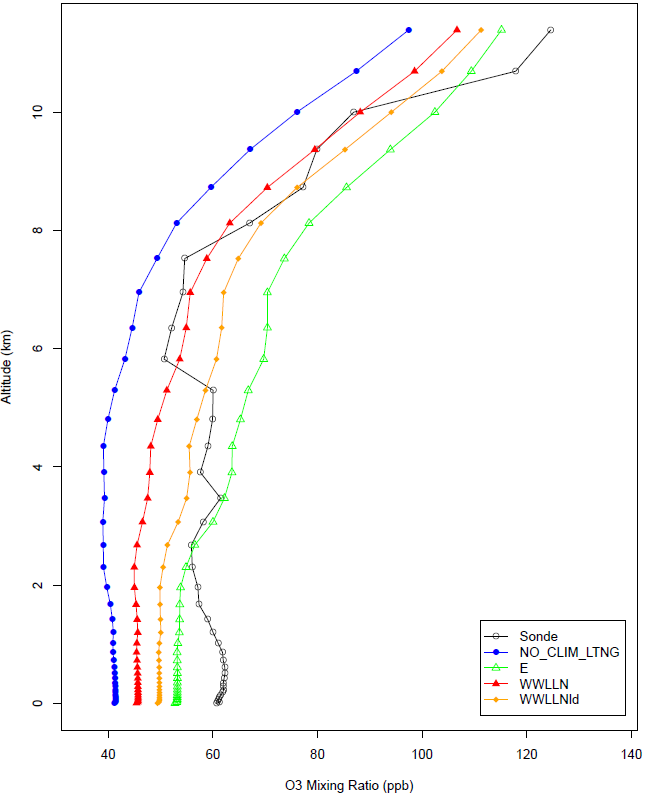 10
8
6
4
2
0
Altitude (km)
Sonde
NO_CLIM_LTNG
E
WWLLN
WWLLNld
40 60 80 100 120 140
O3 Mixing Ratio (ppb)